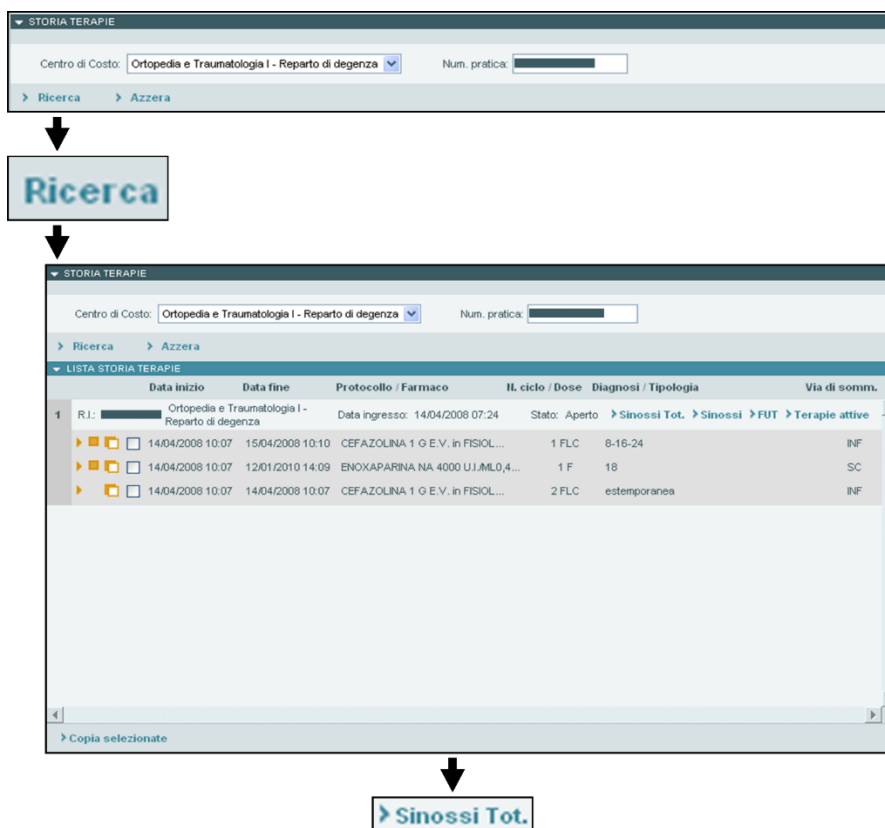 STORIA TERAPIE
Centro di Costo: Ortopedia e Traumatologia I - Reparto di degenza Num. pratica:
Ricerca Azzera
Ricerca
STORIA TERAPIE
Centro di Costo: Ortopedia e Traumatologia I - Reparto di degenza Num. pratica:
Ricerca Azzera
LISTA STORIA TERAPIE
Data inizio Data fine Protocollo / Farmaco N. ciclo / Dose Diagnosi / Tipologia Via di somm.
1 R.I.: Ortopedia e Traumatologia I - Data ingresso: 14/04/2008 07:24 Stato: Aperto Sinossi Tot. Sinossi FUT Terapie attive
Reparto di degenza
14/04/2008 10:07 15/04/2008 10:10 CEFAZOLINA 1 G E.V. in FISIOL... 1 FLC 8-16-24 INF
14/04/2008 10:07 12/01/2010 14:09 ENOXAPARINA NA 4000 U.I./ML0,4... 1 F 18 SC
14/04/2008 10:07 14/04/2008 10:07 CEFAZOLINA 1 G E.V. in FISIOL... 2 FLC estemporanea INF
Copia selezionate
Sinossi Tot.